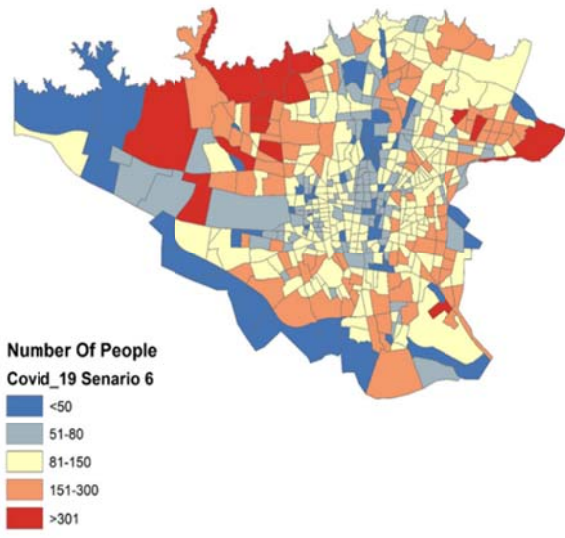 Number Of People
Covid_19 Senario 6
<50
51-80
81-150
151-300
>301